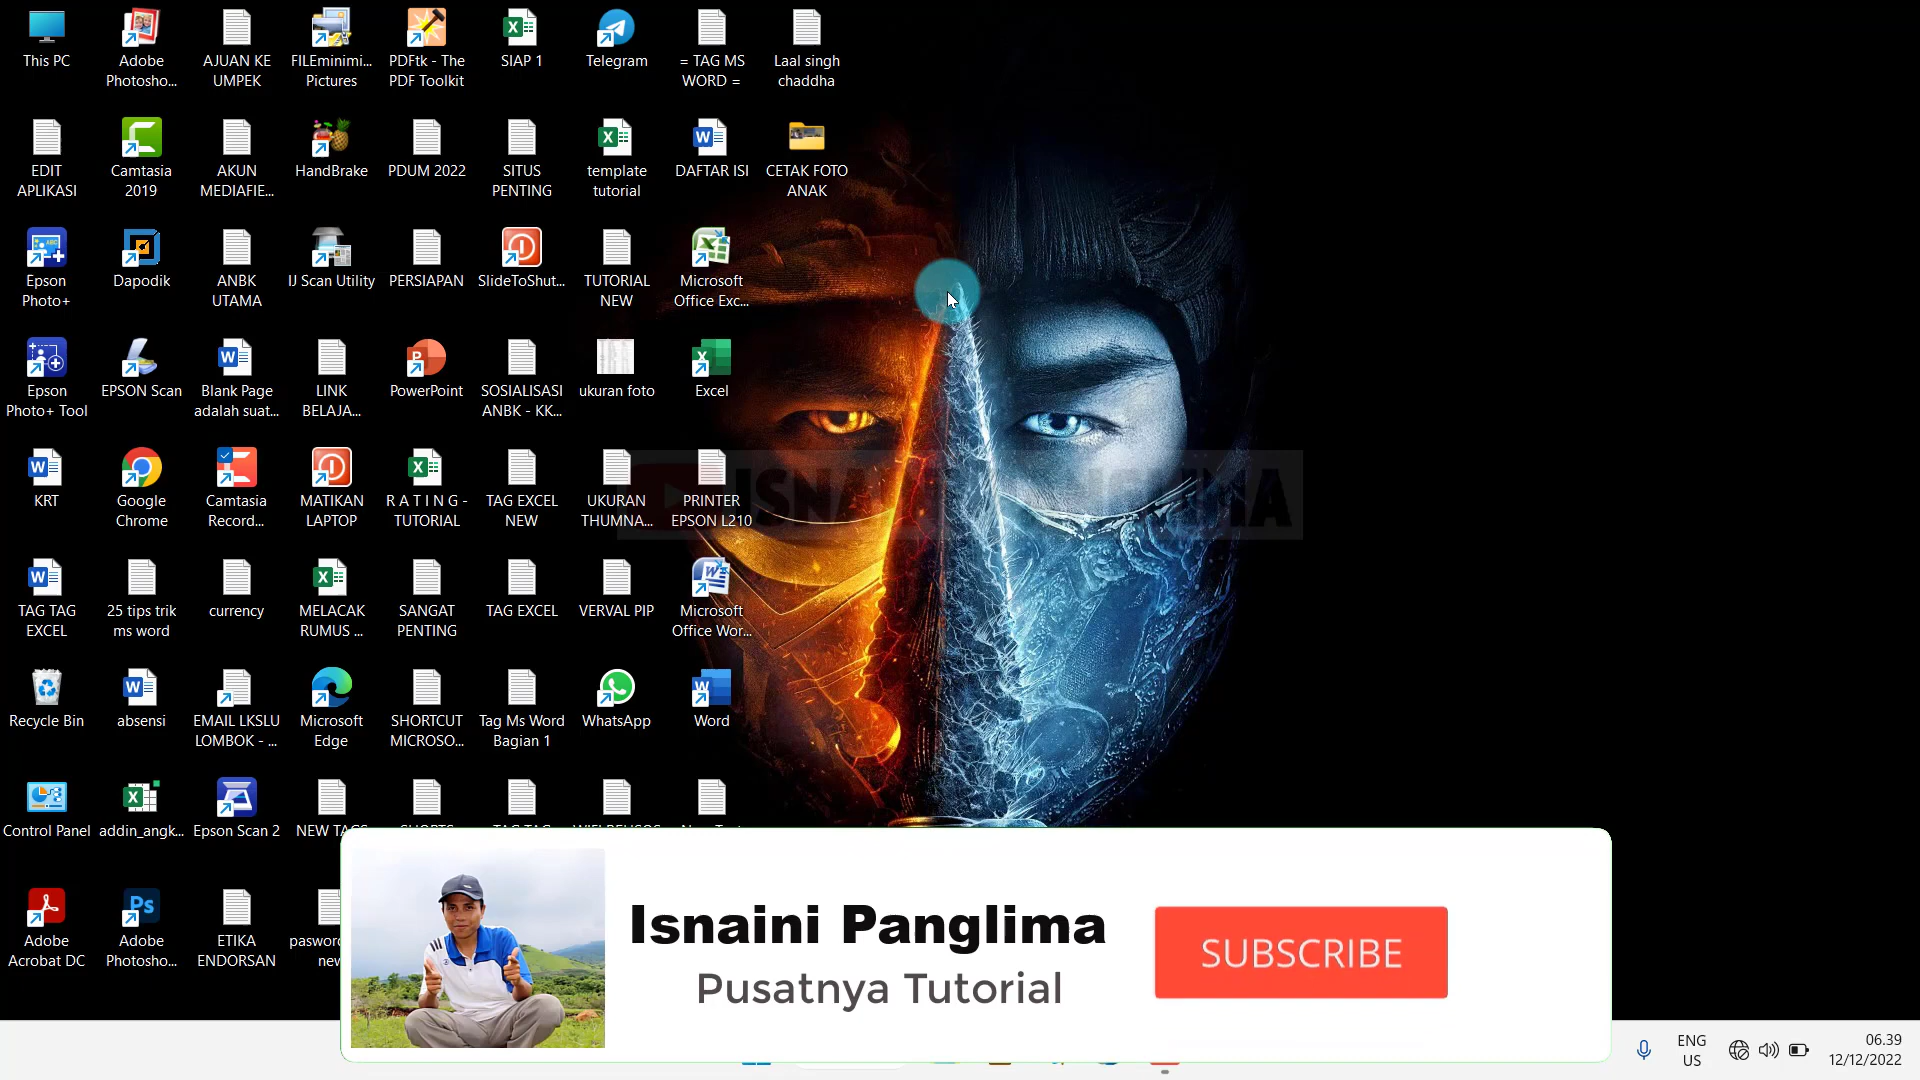 This PC
Adobe
Photosho...
AJUAN KE
UMPEK
FILEminimi...
Pictures
PDFtk - The
PDF Toolkit
SIAP 1
Telegram
= TAG MS
WORD =
Laal singh
chaddha
EDIT
APLIKASI
Camtasia
2019
AKUN
MEDIAFIE...
HandBrake
PDUM 2022
SITUS
PENTING
template
tutorial
DAFTAR ISI
CETAK FOTO
ANAK
Epson
Photo+
Dapodik
ANBK
UTAMA
IJ Scan Utility
PERSIAPAN
SlideToShut...
TUTORIAL
NEW
Microsoft
Office Exc...
Epson
Photo+ Tool
EPSON Scan
Blank Page
adalah suat...
LINK
BELAJA...
PowerPoint
SOSIALISASI
ANBK - KK...
ukuran foto
Excel
KRT
Google
Chrome
Camtasia
Record...
MATIKAN
LAPTOP
R A T I N G -
TUTORIAL
TAG EXCEL
NEW
UKURAN
THUMNA...
PRINTER
EPSON L210
TAG TAG
EXCEL
25 tips trik
ms word
currency
MELACAK
RUMUS ...
SANGAT
PENTING
TAG EXCEL
VERVAL PIP
Microsoft
Office Wor...
Recycle Bin
absensi
EMAIL LKSLU
LOMBOK - ...
Microsoft
Edge
SHORTCUT
MICROSO...
Tag Ms Word
Bagian 1
WhatsApp
Word
Control Panel
addin_angk...
Epson Scan 2
NEW TAGS
Adobe
Acrobat DC
Adobe
Photosho...
ETIKA
ENDORSAN
Isnaini Panglima
Pusatnya Tutorial
SUBSCRIBE
ENG
US
06.39
12/12/2022